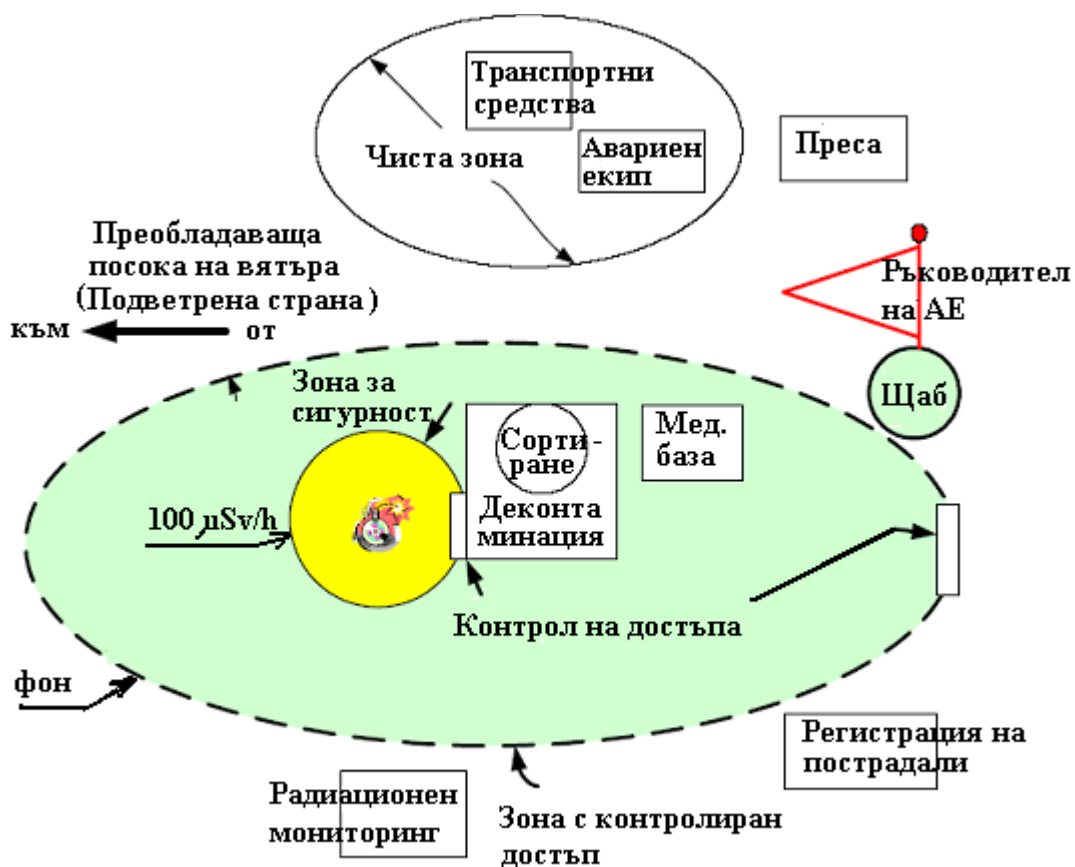 Транспортни
средства
Чиста зона
Авариен
екип
Преса
Преобладаваща
посока на вятъра
(Подветрена страна)
към
от
Ръководител
на АЕ
Щаб
Зона за
сигурност
Сорти-
ране
Мед.
база
100 µSv/h
Деконта
минация
Контрол на достъпа
фон
Регистрация на
пострадали
Радиационен
мониторинг
Зона с контролиран
достъп